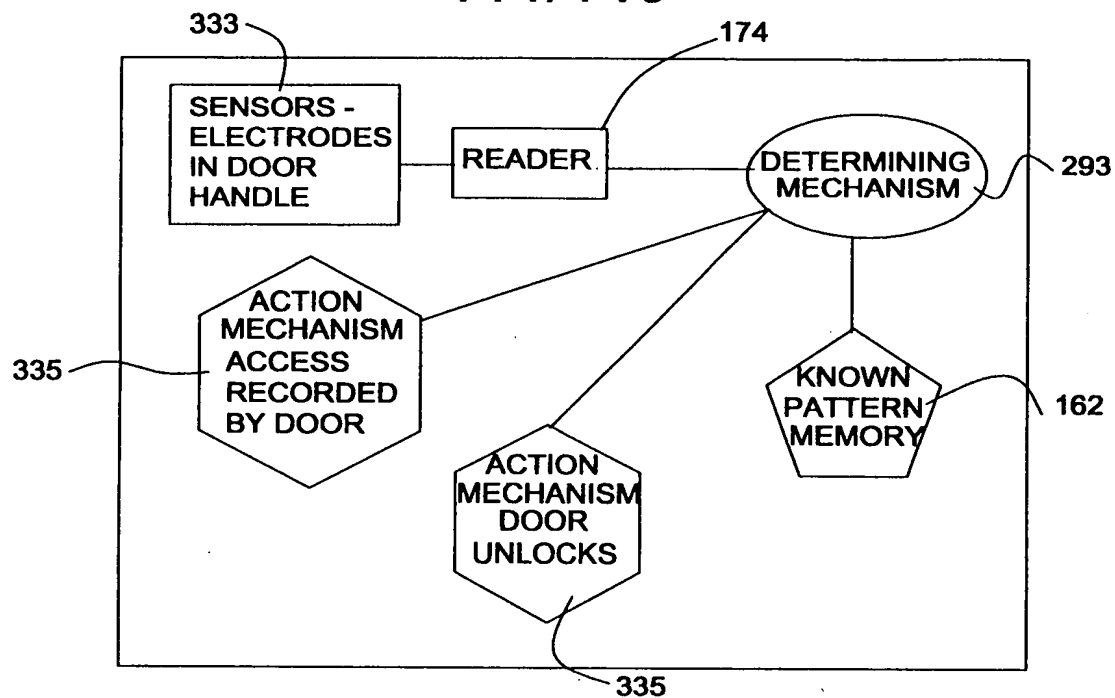 333
174
SENSORS -
ELECTRODES
IN DOOR
HANDLE
READER
DETERMINING
MECHANISM
293
ACTION
MECHANISM
ACCESS
RECORDED
BY DOOR
335
KNOWN
PATTERN
MEMORY
162
ACTION
MECHANISM
DOOR
UNLOCKS
335